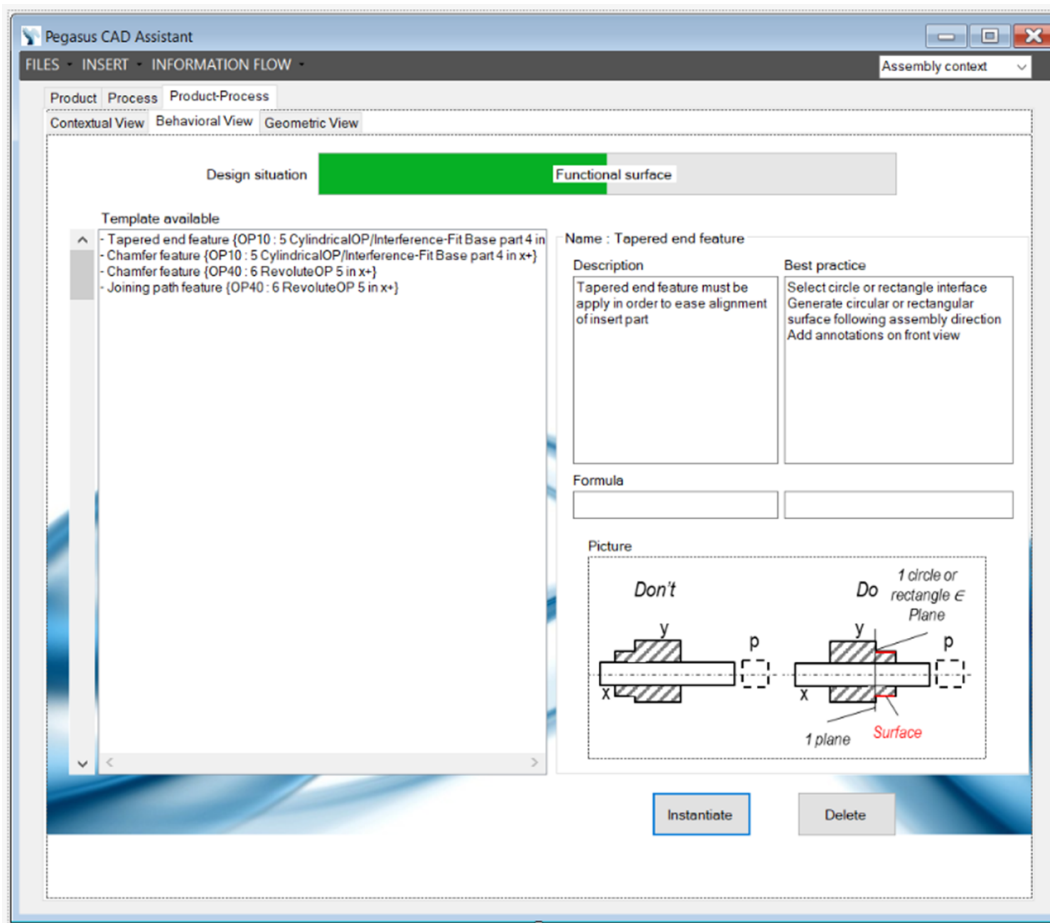 Pegasus CAD Assistant
FILES INSERT INFORMATION FLOW
Assembly context
Product Process Product-Process
Contextual View Behavioral View Geometric View
Design situation
Functional surface
Template available
- Tapered end feature {OP10 : 5 CylindricalOP/Interference-Fit Base part 4 in
- Chamfer feature {OP10 : 5 CylindricalOP/Interference-Fit Base part 4 in x+}
- Chamfer feature {OP40 : 6 RevoluteOP 5 in x+}
- Joining path feature {OP40 : 6 RevoluteOP 5 in x+}
Name : Tapered end feature
Description
Tapered end feature must be
apply in order to ease alignment
of insert part
Best practice
Select circle or rectangle interface
Generate circular or rectangular
surface following assembly direction
Add annotations on front view
Formula
Picture
Don't
y
p
x
Do
1 circle or
rectangle ∈
Plane
y
p
x
1 plane
Surface
Instantiate
Delete